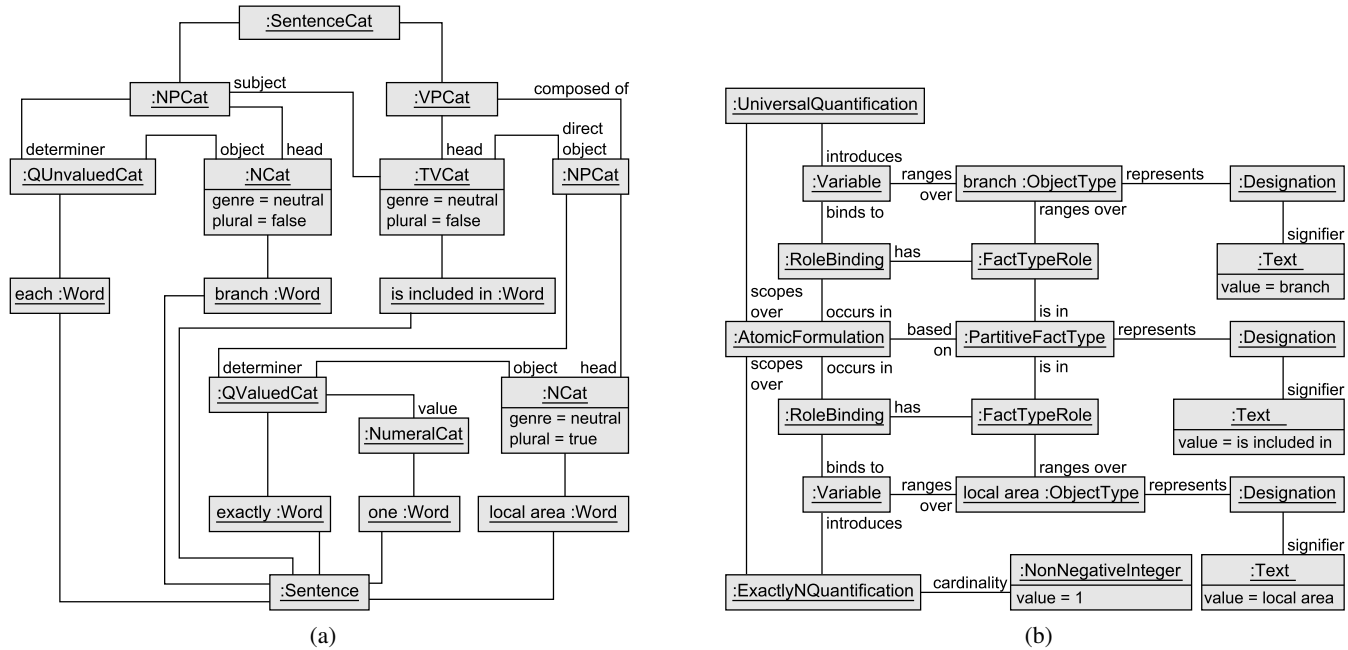 :SentenceCat
:NPCat
subject
:VPCat
composed of
determiner
object
head
head
direct
object
:QUnvaluedCat
:NCat
genre = neutral
plural = false
:TVCat
genre = neutral
plural = false
:NPCat
each :Word
branch :Word
is included in :Word
determiner
object
head
:QValuedCat
value
:NumeralCat
:NCat
genre = neutral
plural = true
exactly :Word
one :Word
local area :Word
:Sentence
(a)
:UniversalQuantification
introduces
:Variable
ranges
over
branch :ObjectType
represents
:Designation
binds to
ranges over
signifier
:RoleBinding
has
:FactTypeRole
:Text
value = branch
scopes
over
occurs in
is in
:AtomicFormulation
based
on
:PartitiveFactType
represents
:Designation
scopes
over
occurs in
is in
signifier
:RoleBinding
has
:FactTypeRole
:Text
value = is included in
binds to
ranges over
:Variable
ranges
over
local area :ObjectType
represents
:Designation
introduces
signifier
:ExactlyNQuantification
cardinality
:NonNegativeInteger
value = 1
:Text
value = local area
(b)